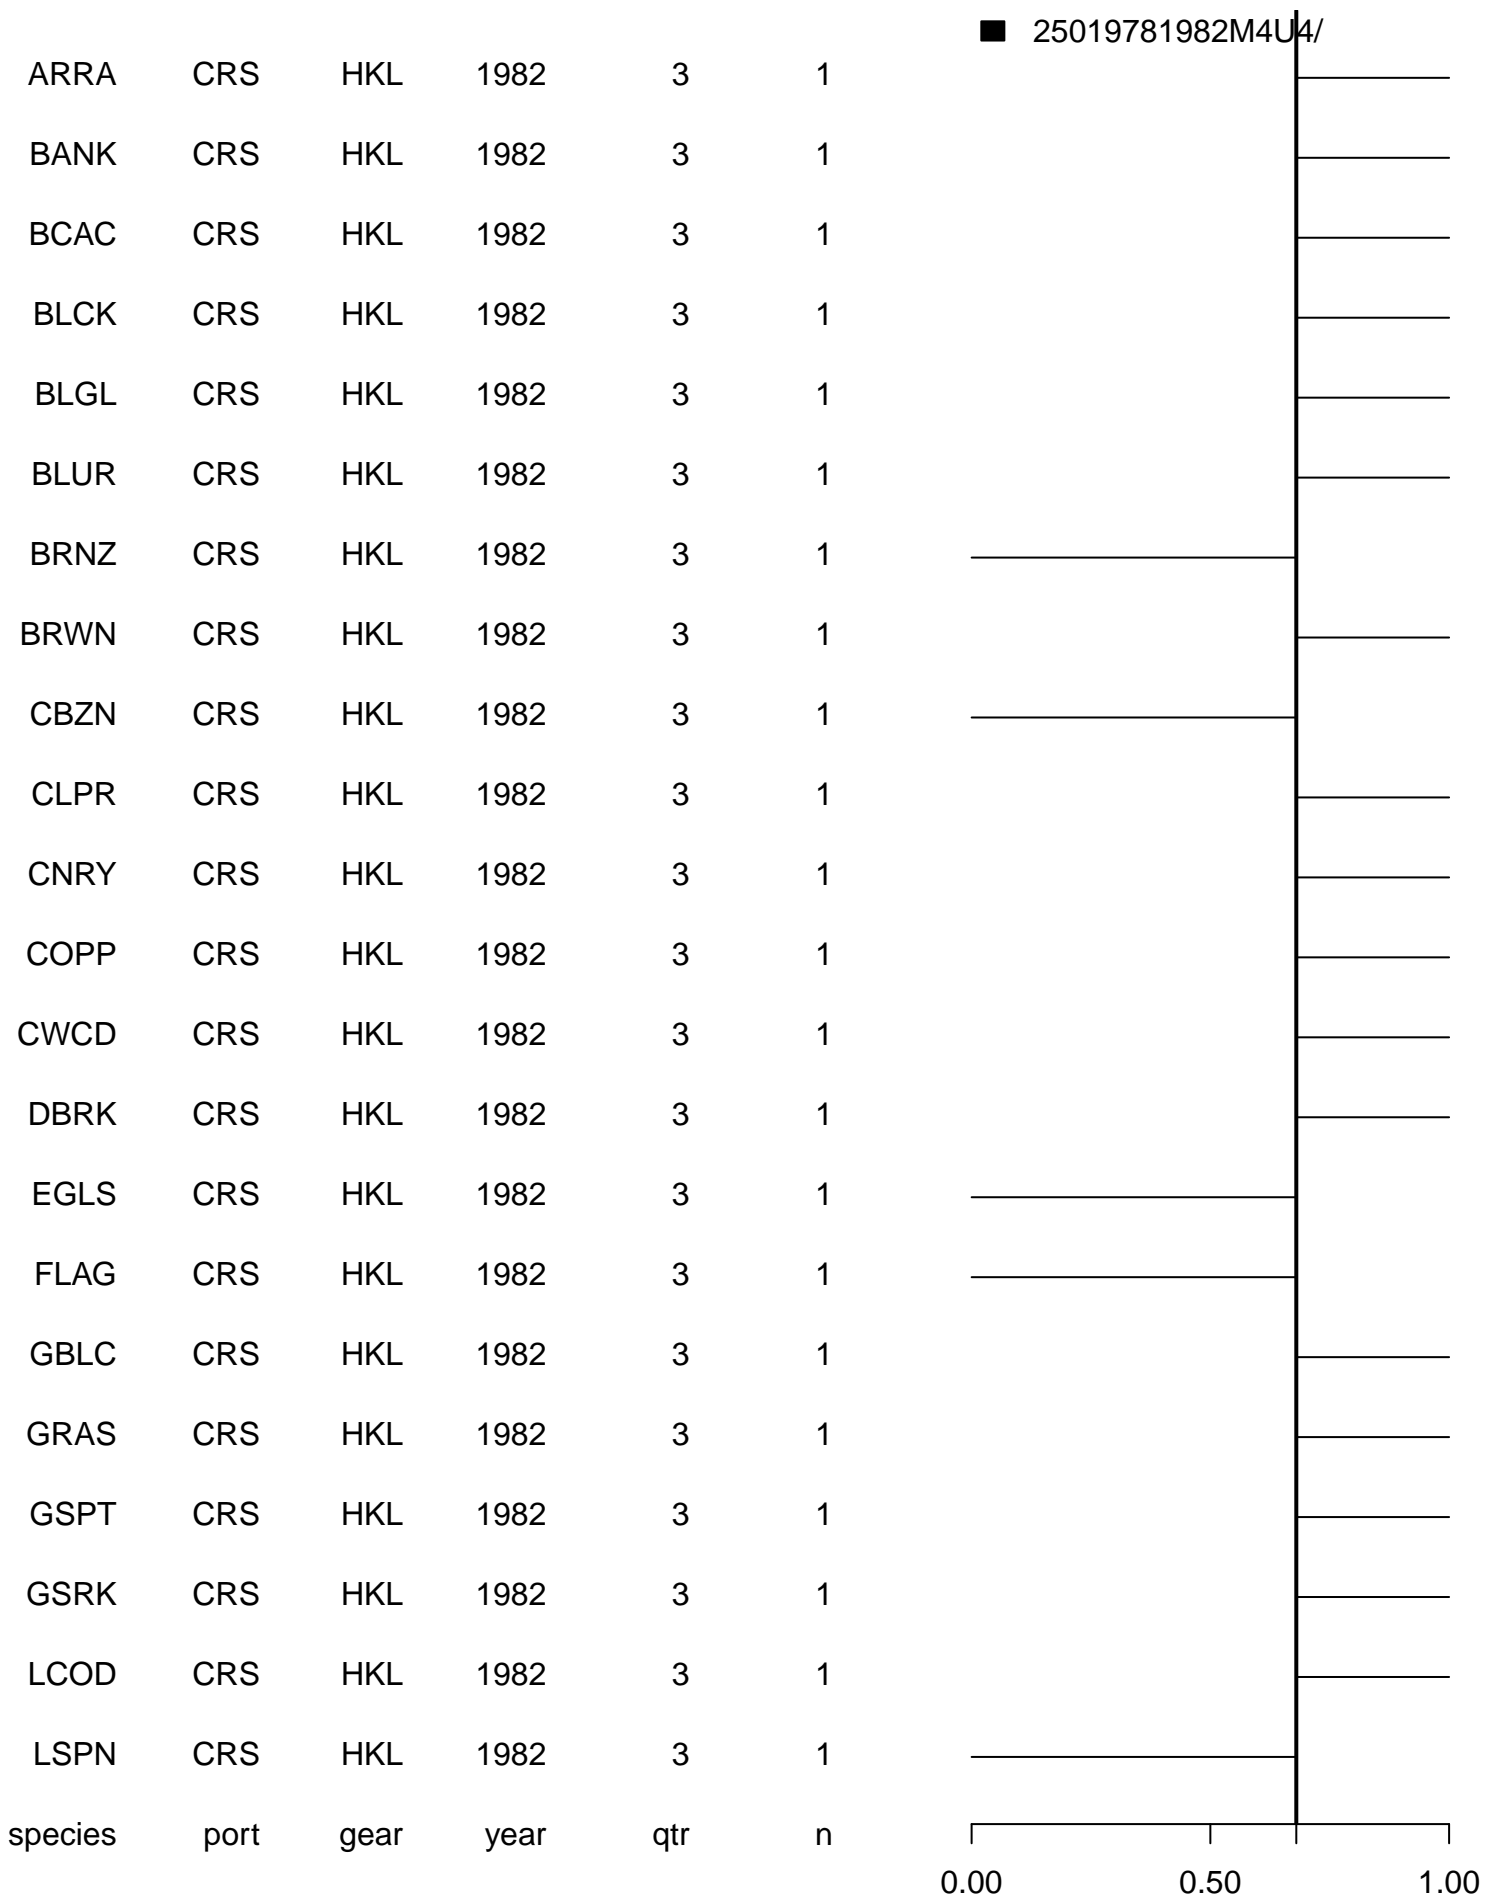 ■ 25019781982M4U4/
ARRA CRS HKL 1982 3 1
BANK CRS HKL 1982 3 1
BCAC CRS HKL 1982 3 1
BLCK CRS HKL 1982 3 1
BLGL CRS HKL 1982 3 1
BLUR CRS HKL 1982 3 1
BRNZ CRS HKL 1982 3 1
BRWN CRS HKL 1982 3 1
CBZN CRS HKL 1982 3 1
CLPR CRS HKL 1982 3 1
CNRY CRS HKL 1982 3 1
COPP CRS HKL 1982 3 1
CWCD CRS HKL 1982 3 1
DBRK CRS HKL 1982 3 1
EGLS CRS HKL 1982 3 1
FLAG CRS HKL 1982 3 1
GBLC CRS HKL 1982 3 1
GRAS CRS HKL 1982 3 1
GSPT CRS HKL 1982 3 1
GSRK CRS HKL 1982 3 1
LCOD CRS HKL 1982 3 1
LSPN CRS HKL 1982 3 1
species port gear year qtr n
0.00 0.50 1.00